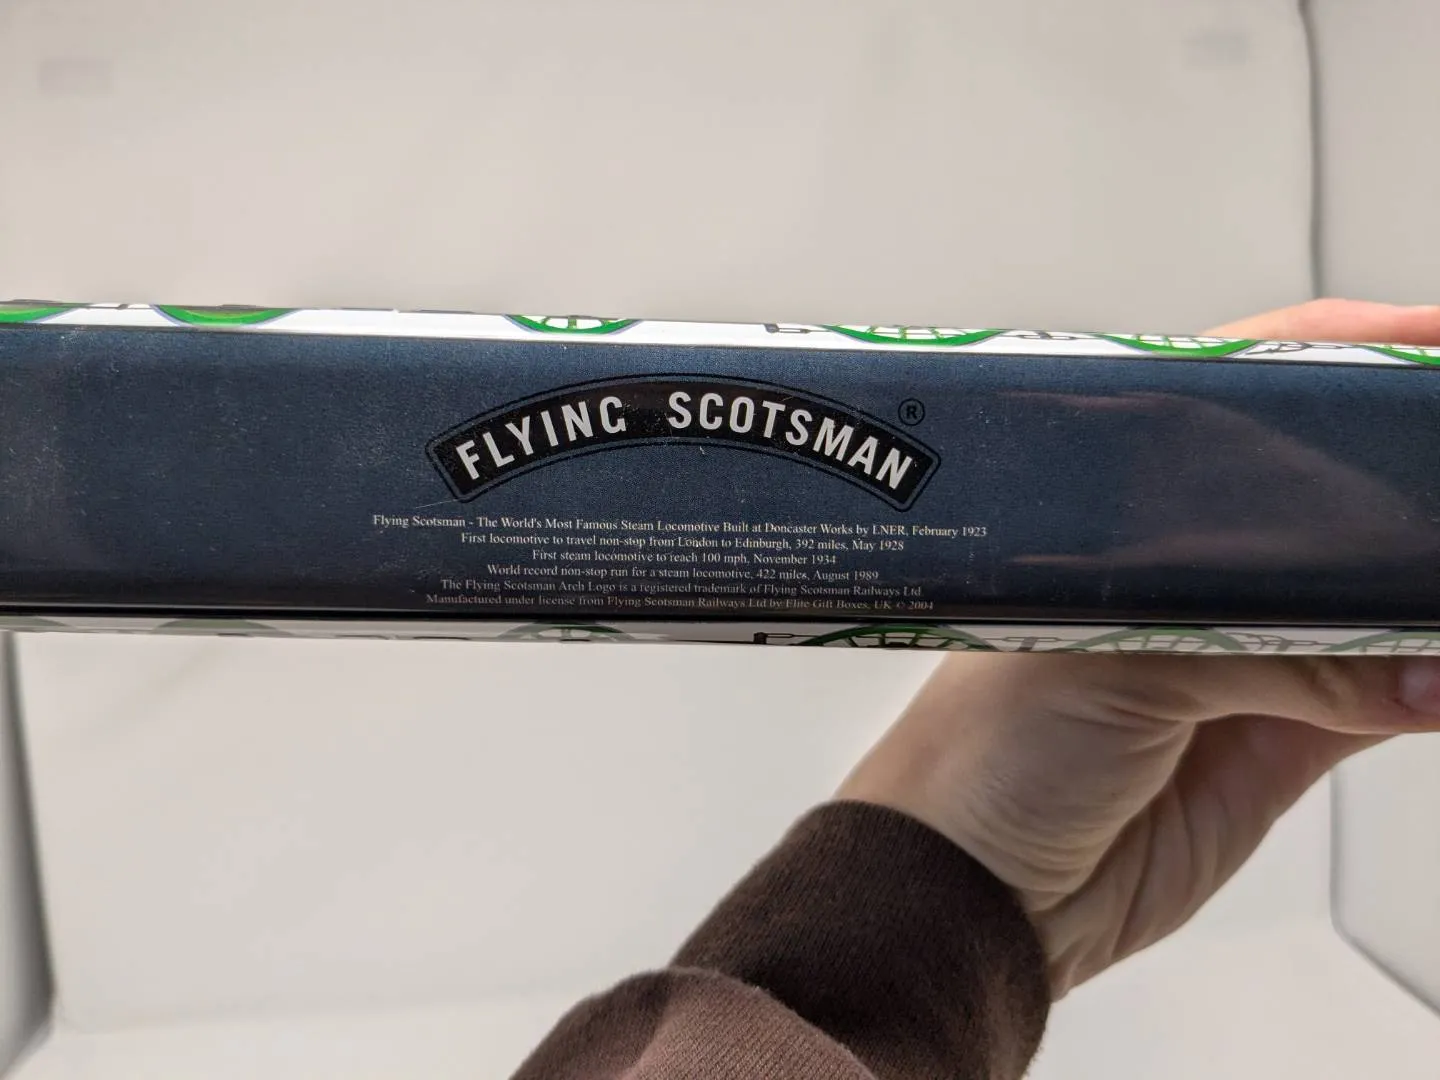 FLYING SCOTSMAN ®
Flying Scotsman - The World's Most Famous Steam Locomotive Built at Doncaster Works by LNER, February 1923
First locomotive to travel non-stop from London to Edinburgh, 392 miles, May 1928
First steam locomotive to reach 100 mph, November 1934
World record non-stop run for a steam locomotive, 422 miles, August 1989
The Flying Scotsman Arch Logo is a registered trademark of Flying Scotsman Railways Ltd.
Manufactured under license from Flying Scotsman Railways Ltd by Elite Gift Boxes, UK © 2004